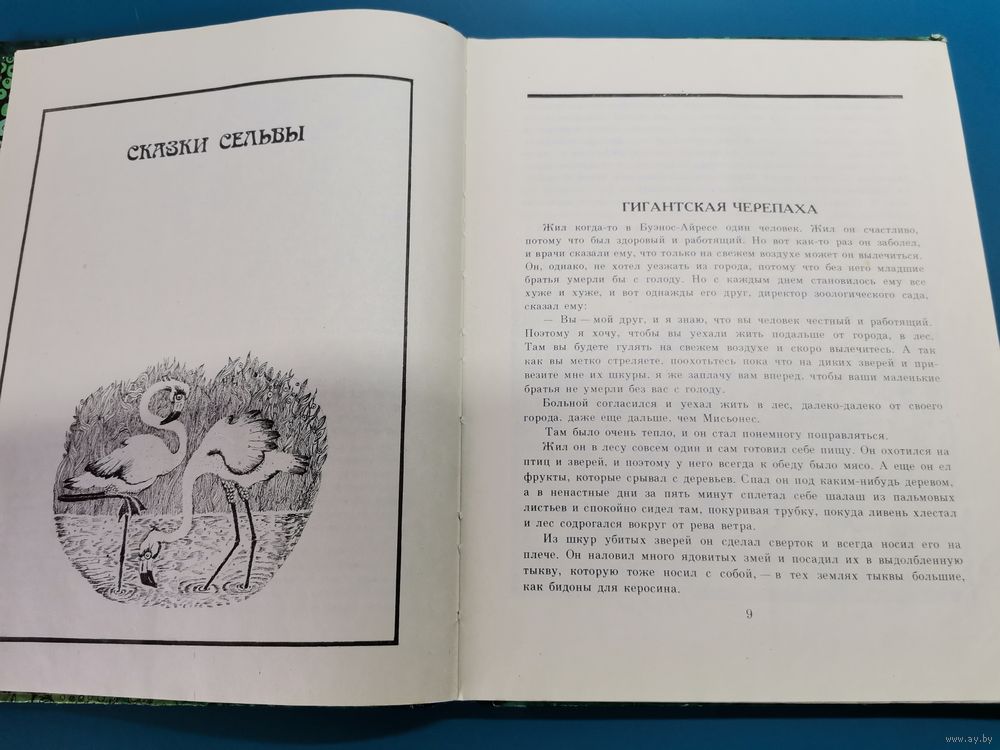 СКАЗКИ СЕЛЬВЫ
ГИГАНТСКАЯ ЧЕРЕПАХА
Жил когда-то в Буэнос-Айресе один человек. Жил он счастливо,
потому что был здоровый и работящий. Но вот как-то раз он заболел,
и врачи сказали ему, что только на свежем воздухе может он вылечиться.
Он, однако, не хотел уезжать из города, потому что без него младшие
братья умерли бы с голоду. Но с каждым днем становилось ему все
хуже и хуже, и вот однажды его друг, директор зоологического сада,
сказал ему:
— Вы — мой друг, и я знаю, что вы человек честный и работящий.
Поэтому я хочу, чтобы вы уехали жить подальше от города, в лес.
Там вы будете гулять на свежем воздухе и скоро вылечитесь. А так
как вы метко стреляете, поохотьтесь пока что на диких зверей и при-
везите мне их шкуры, я же заплачу вам вперед, чтобы ваши маленькие
братья не умерли без вас с голоду.
Больной согласился и уехал жить в лес, далеко-далеко от своего
города, даже еще дальше, чем Мисьонес.
Там было очень тепло, и он стал понемногу поправляться.
Жил он в лесу совсем один и сам готовил себе пищу. Он охотился на
птиц и зверей, и поэтому у него всегда к обеду было мясо. А еще он ел
фрукты, которые срывал с деревьев. Спал он под каким-нибудь деревом,
а в ненастные дни за пять минут сплетал себе шалаш из пальмовых
листьев и спокойно сидел там, покуривая трубку, покуда ливень хлестал
и лес содрогался вокруг от рева ветра.
Из шкур убитых зверей он сделал сверток и всегда носил его на
плече. Он наловил много ядовитых змей и посадил их в выдолбленную
тыкву, которую тоже носил с собой, — в тех землях тыквы большие,
как бидоны для керосина.
9
www.ay.by